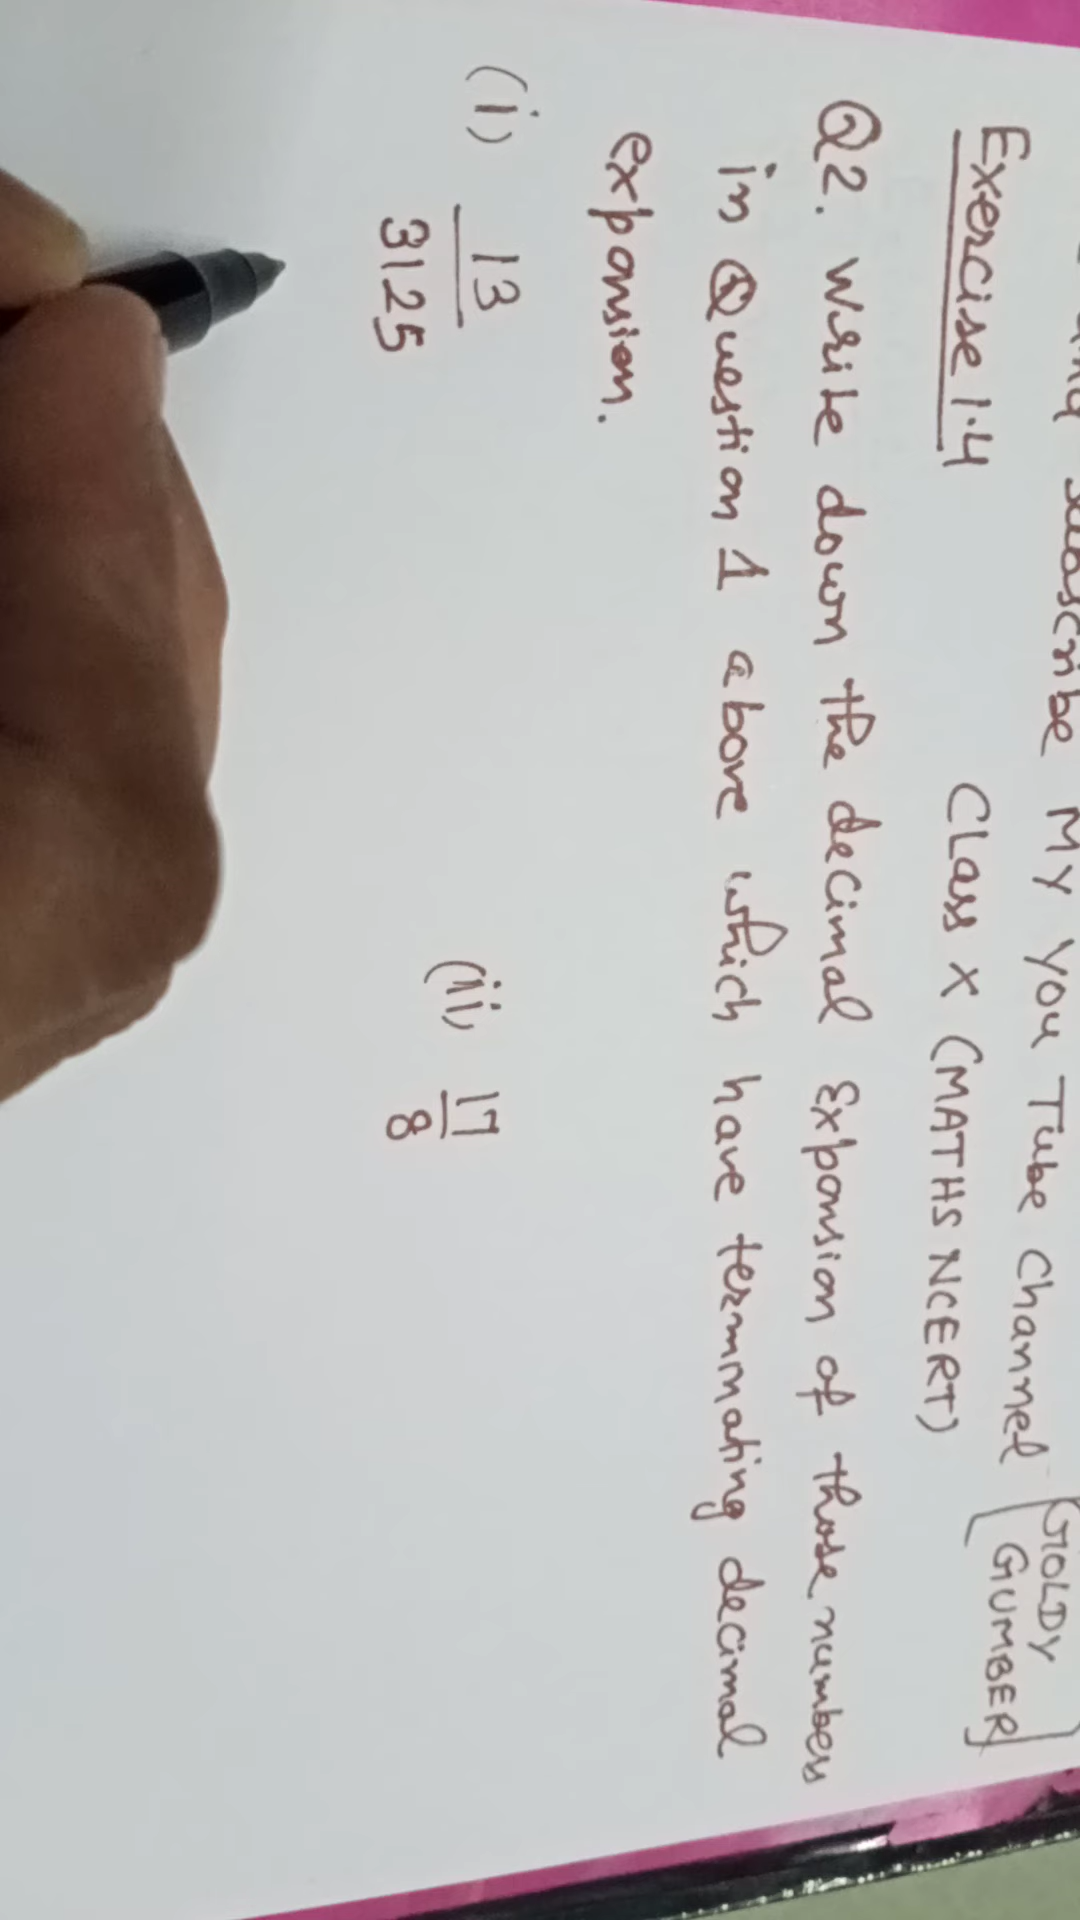 subscribe My You Tube Channel [GOLDY GUMBER]
Exercise 1.4 CLass X (MATHS NCERT)
Q2. Write down the decimal Expansion of those numbers
in Question 1 above which have terminating decimal
expansion.
(i) 13/3125 (ii) 17/8